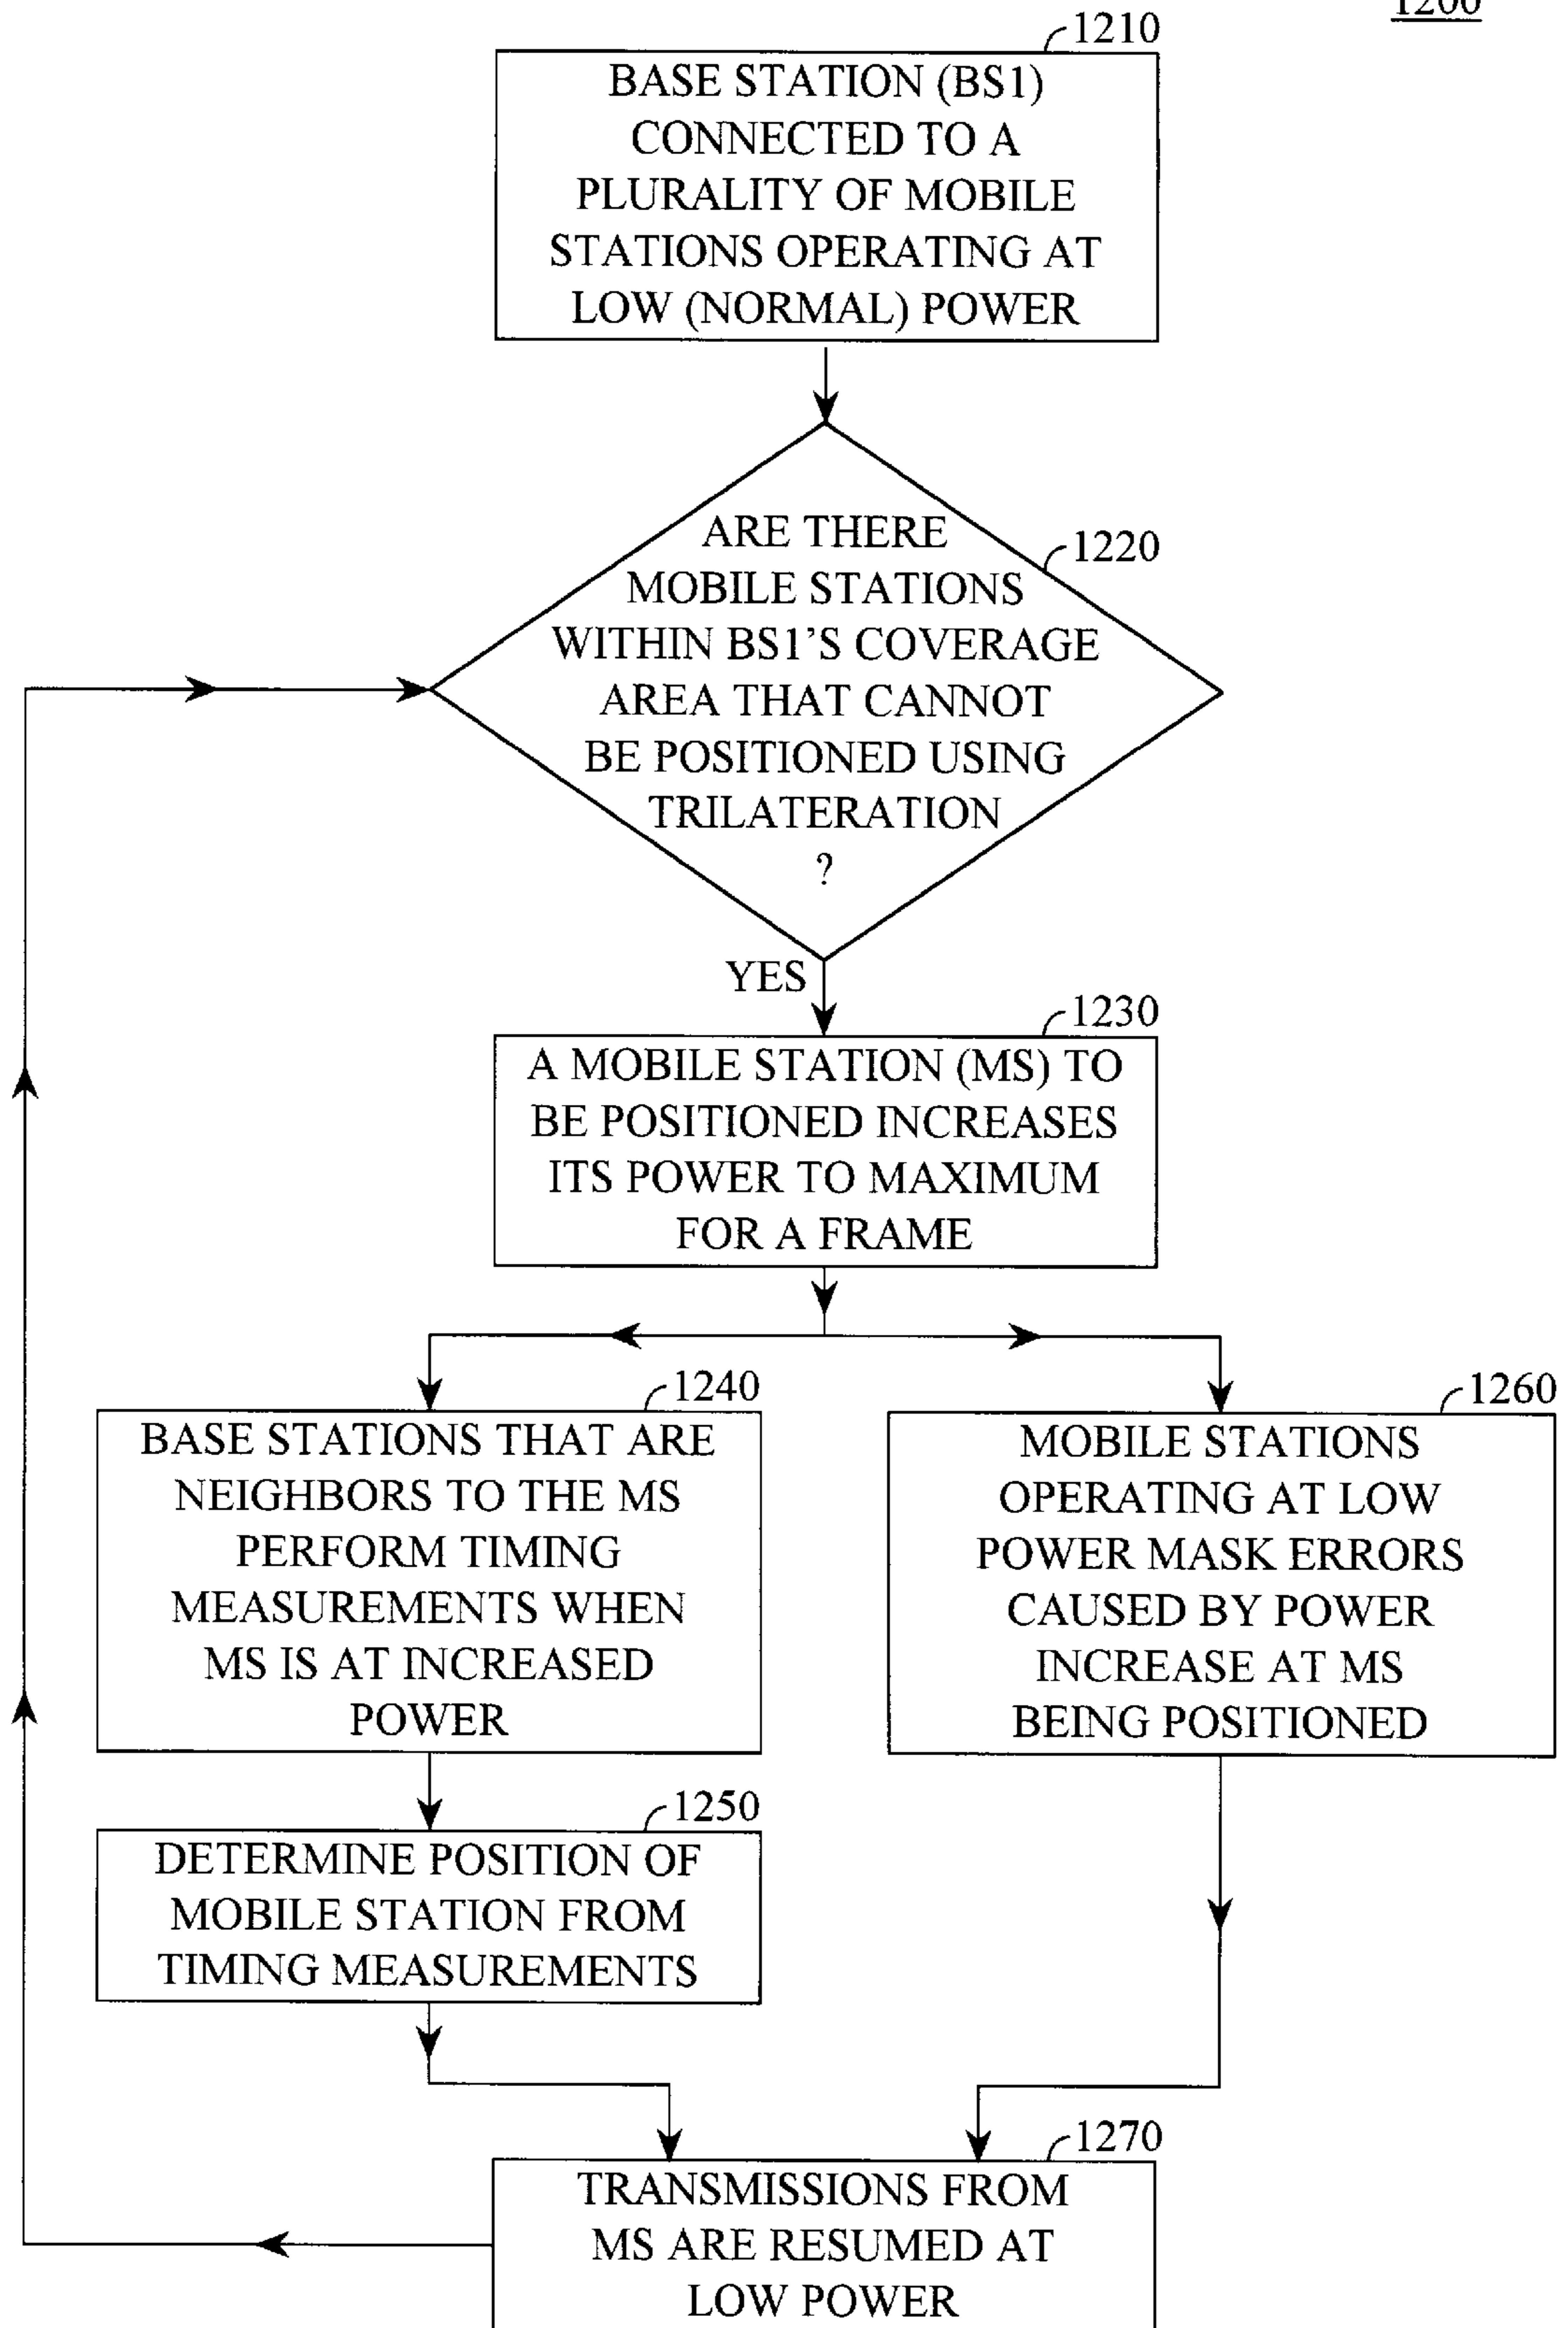 1200
1210
BASE STATION (BS1)
CONNECTED TO A
PLURALITY OF MOBILE
STATIONS OPERATING AT
LOW (NORMAL) POWER
1220
ARE THERE
MOBILE STATIONS
WITHIN BS1'S COVERAGE
AREA THAT CANNOT
BE POSITIONED USING
TRILATERATION
?
YES
1230
A MOBILE STATION (MS) TO
BE POSITIONED INCREASES
ITS POWER TO MAXIMUM
FOR A FRAME
1240
BASE STATIONS THAT ARE
NEIGHBORS TO THE MS
PERFORM TIMING
MEASUREMENTS WHEN
MS IS AT INCREASED
POWER
1260
MOBILE STATIONS
OPERATING AT LOW
POWER MASK ERRORS
CAUSED BY POWER
INCREASE AT MS
BEING POSITIONED
1250
DETERMINE POSITION OF
MOBILE STATION FROM
TIMING MEASUREMENTS
1270
TRANSMISSIONS FROM
MS ARE RESUMED AT
LOW POWER